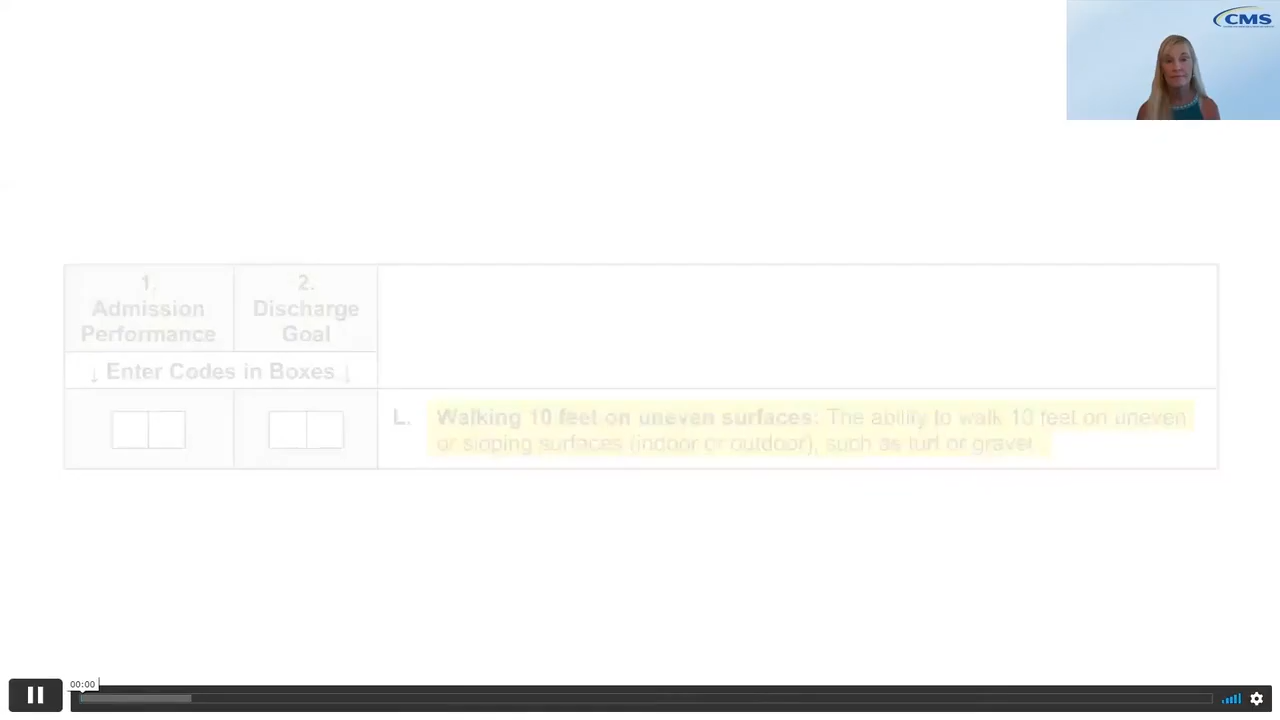 CMS
1.
Admission
Performance
2.
Discharge
Goal
↓ Enter Codes in Boxes ↓
L. Walking 10 feet on uneven surfaces: The ability to walk 10 feet on uneven
or sloping surfaces (indoor or outdoor), such as turf or gravel
00:00